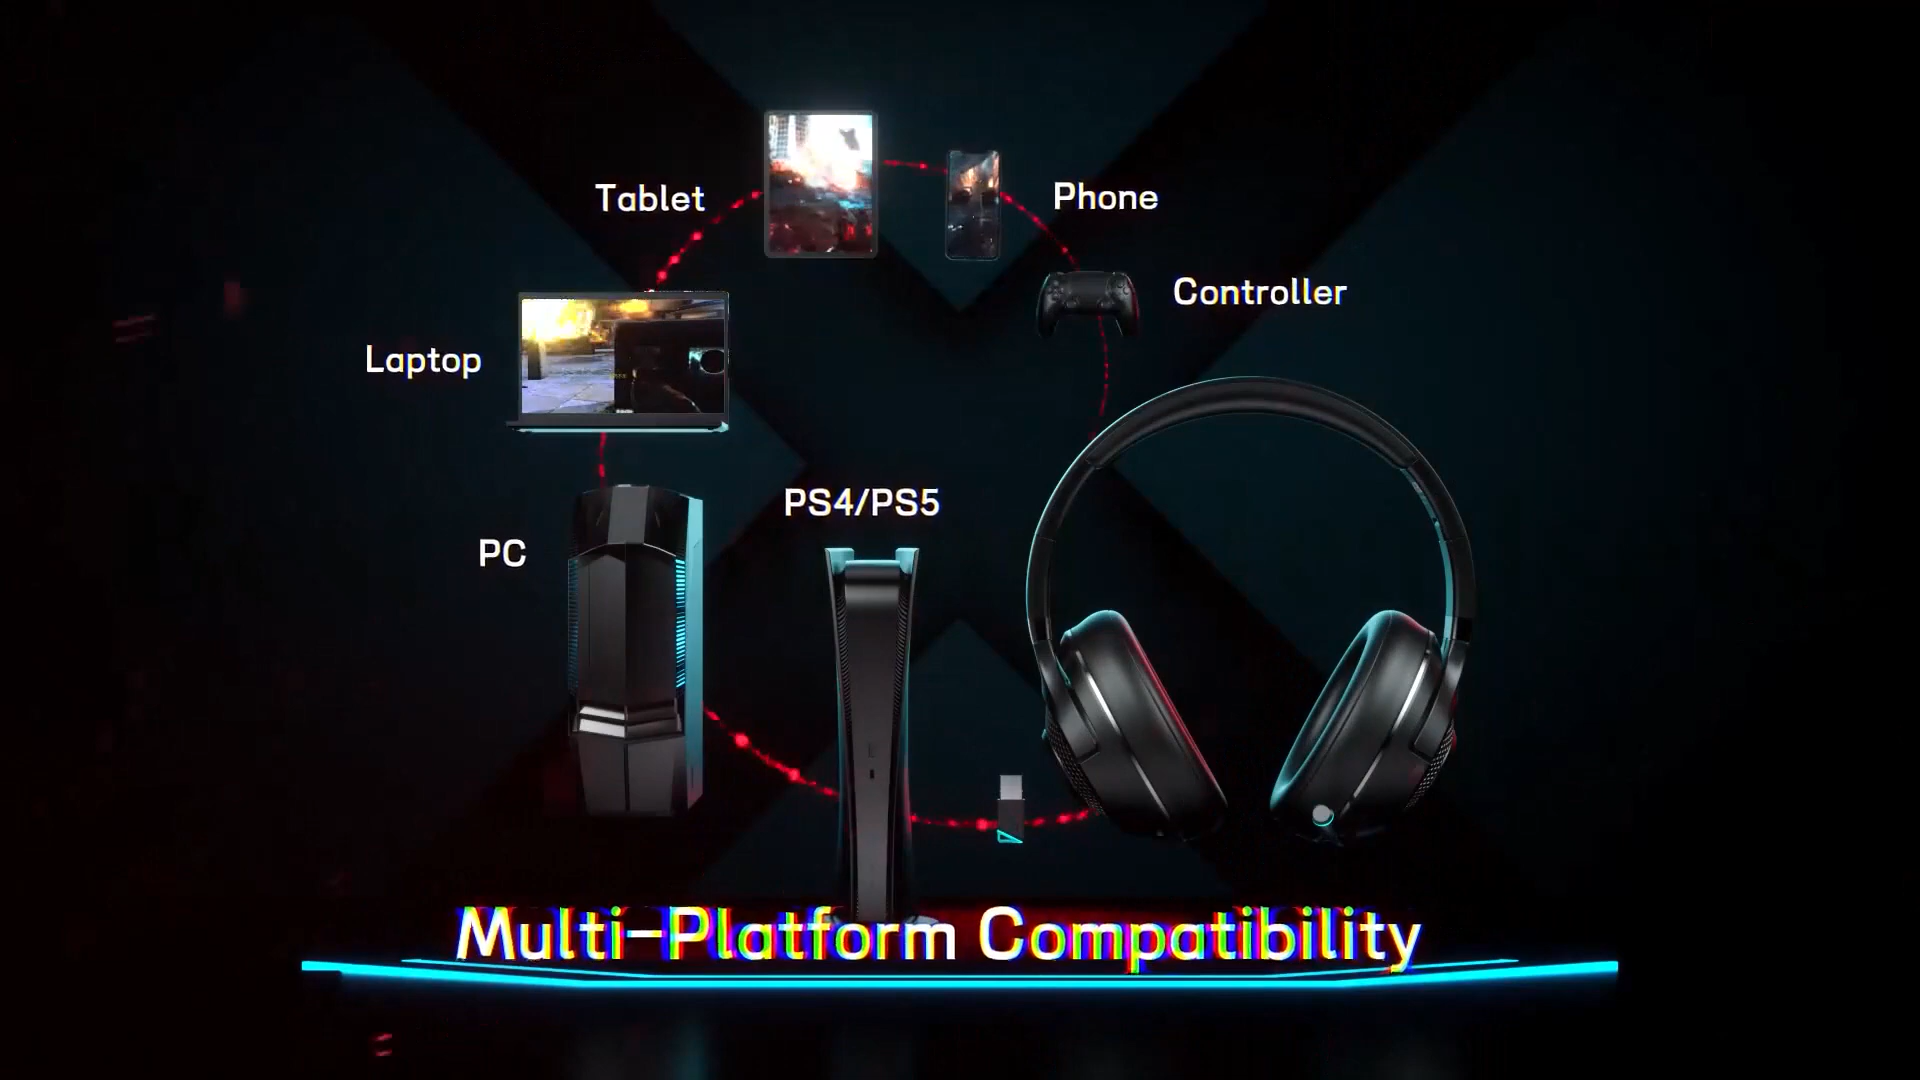 Tablet
Phone
Controller
Laptop
PS4/PS5
PC
Multi-Platform Compatibility